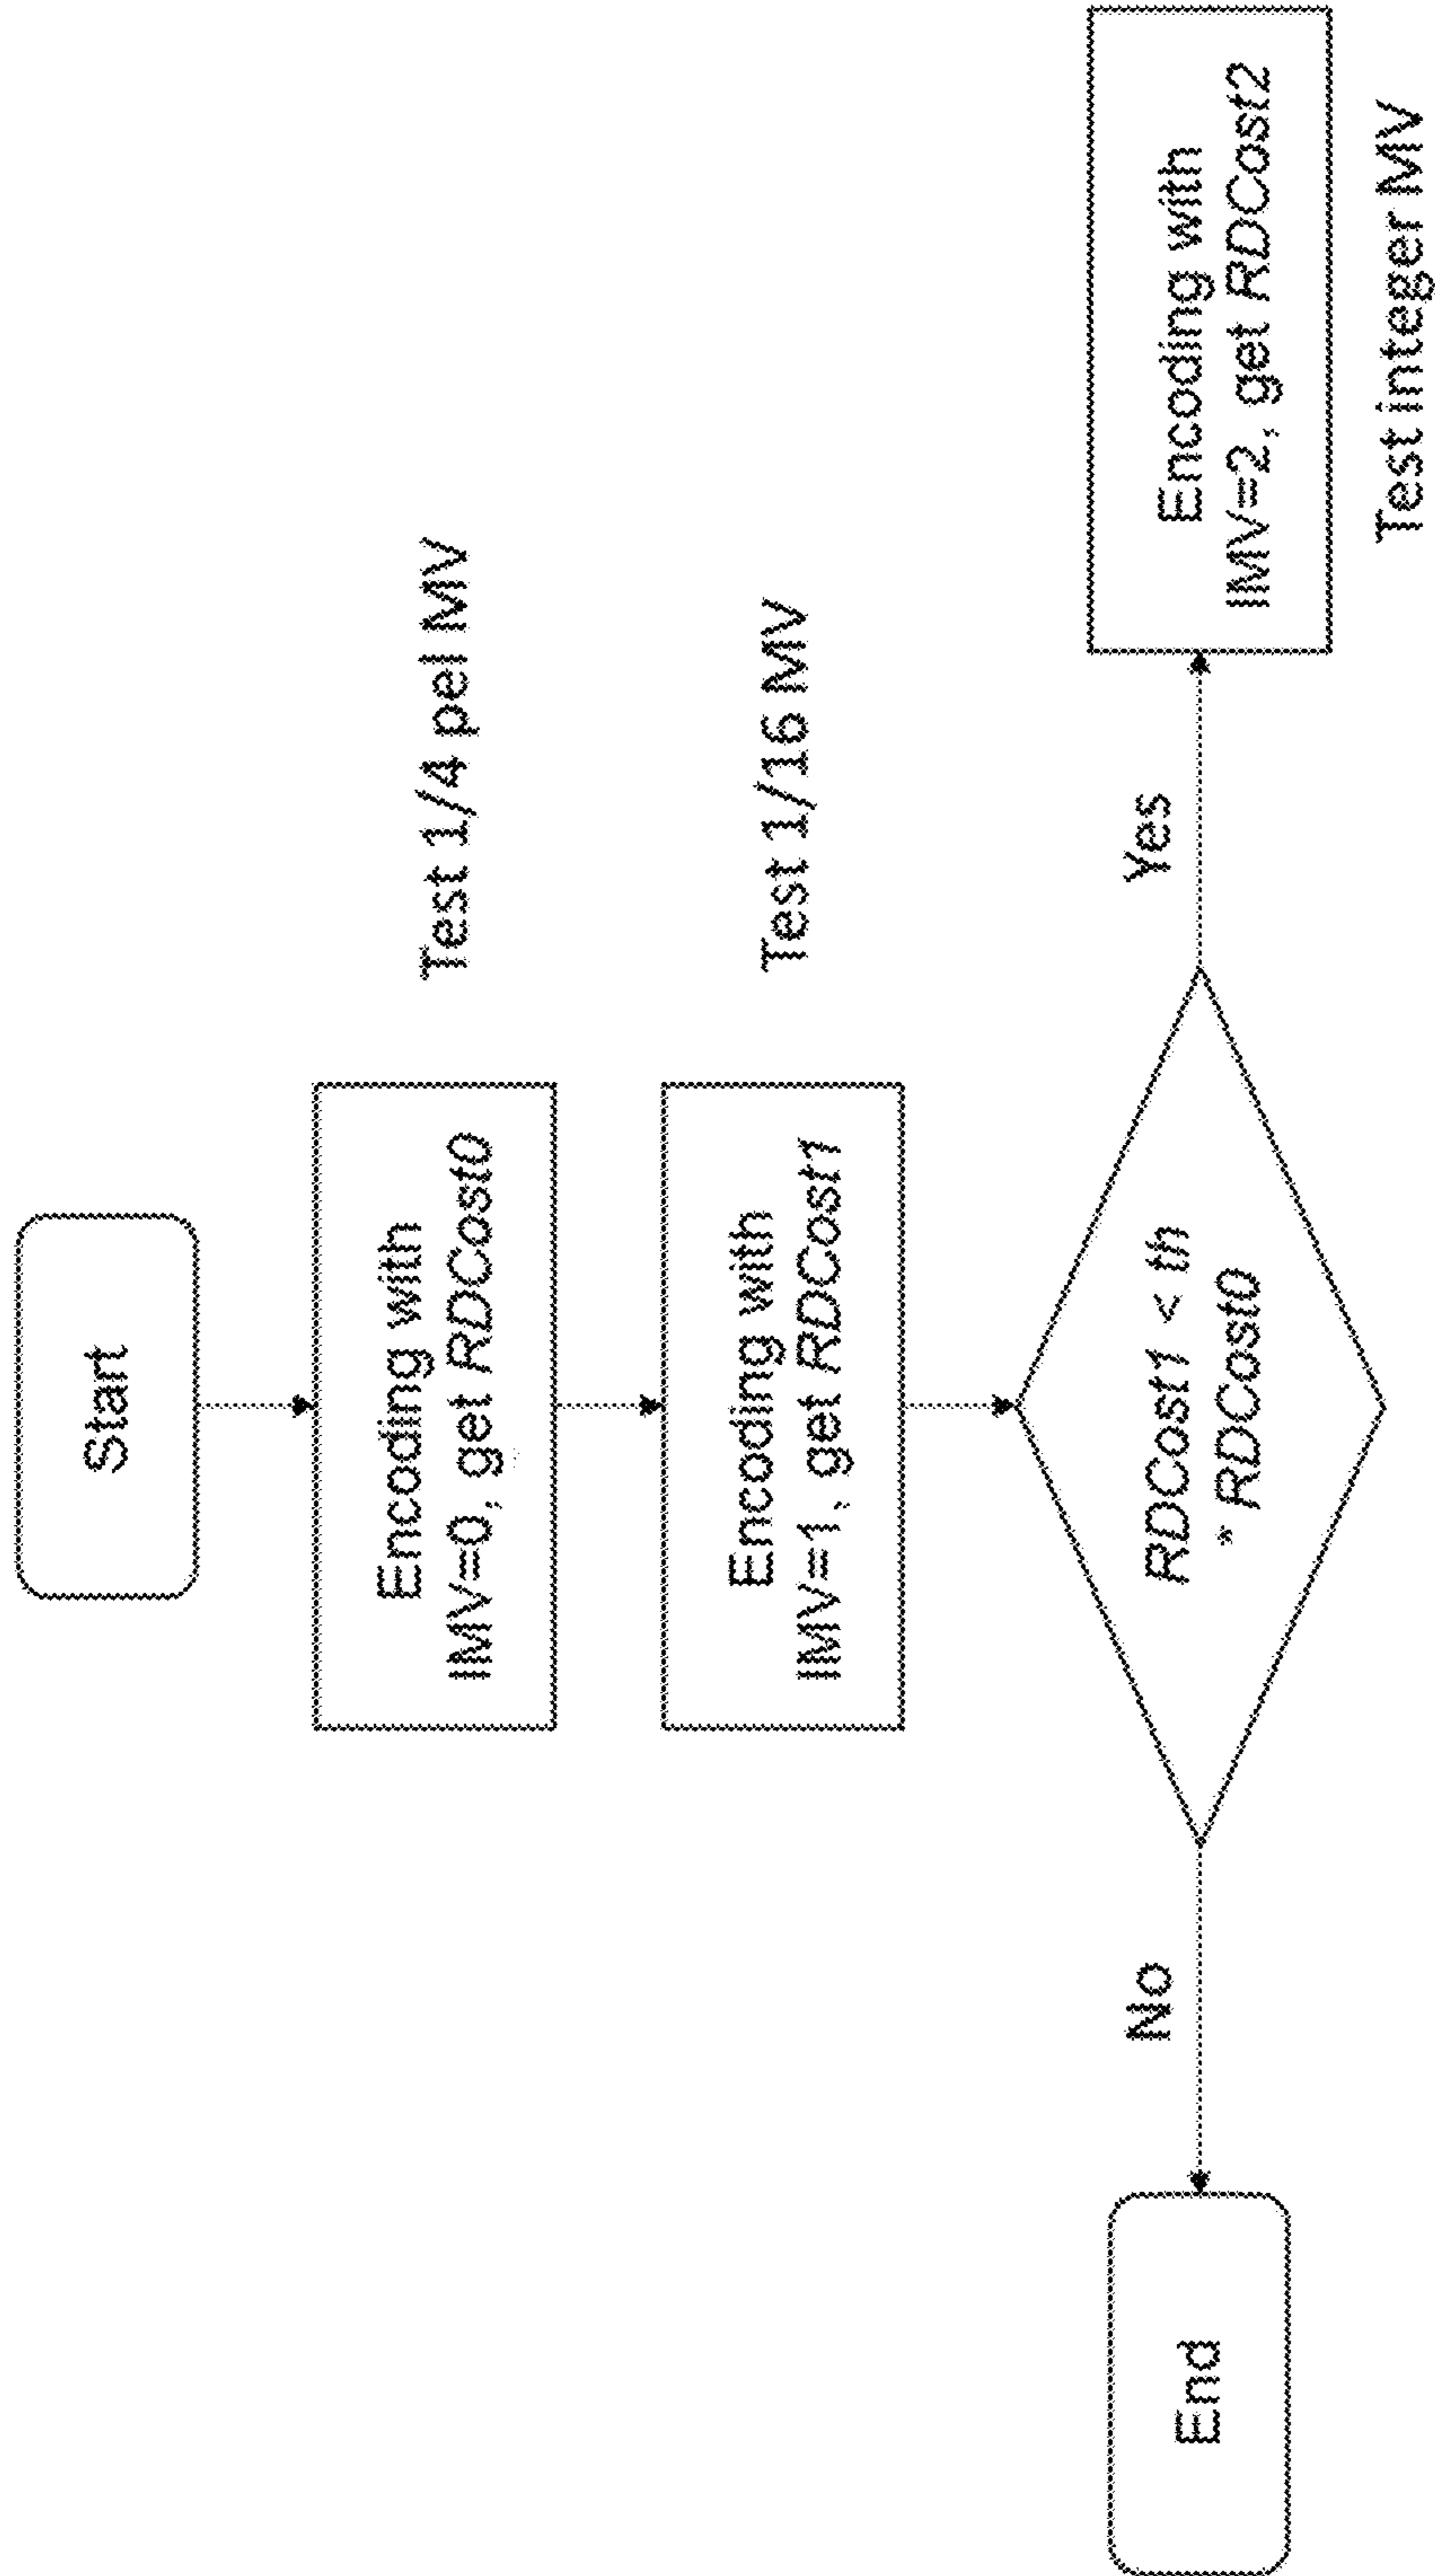 Start
Encoding with
IMV=0, get RDCost0
Test 1/4 pel MV
Encoding with
IMV=1, get RDCost1
Test 1/16 MV
RDCost1 < th
* RDCost0
No
Yes
End
Encoding with
IMV=2, get RDCost2
Test integer MV